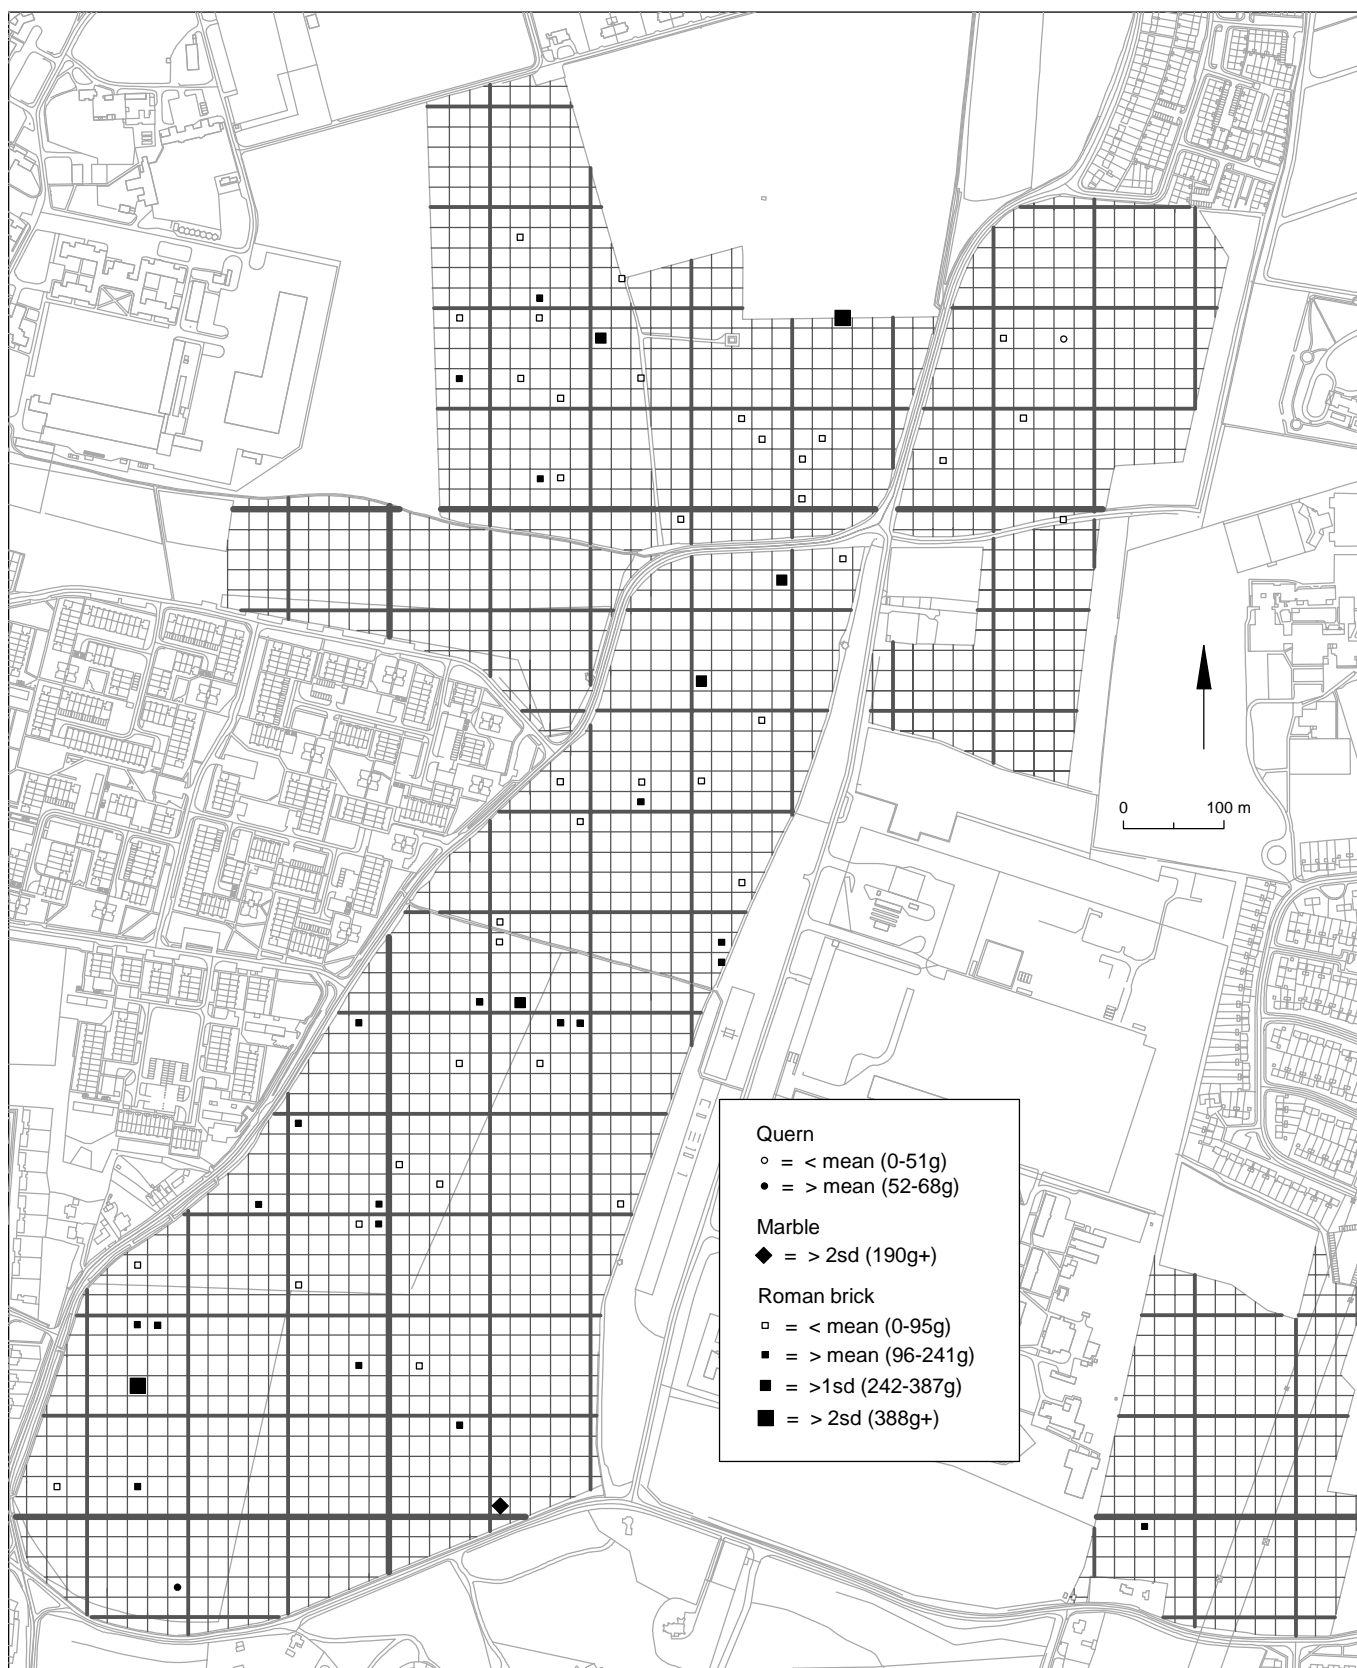 0 100 m
Quern
= < mean (0-51g)
= > mean (52-68g)
Marble
= > 2sd (190g+)
Roman brick
= < mean (0-95g)
= > mean (96-241g)
= >1sd (242-387g)
= > 2sd (388g+)